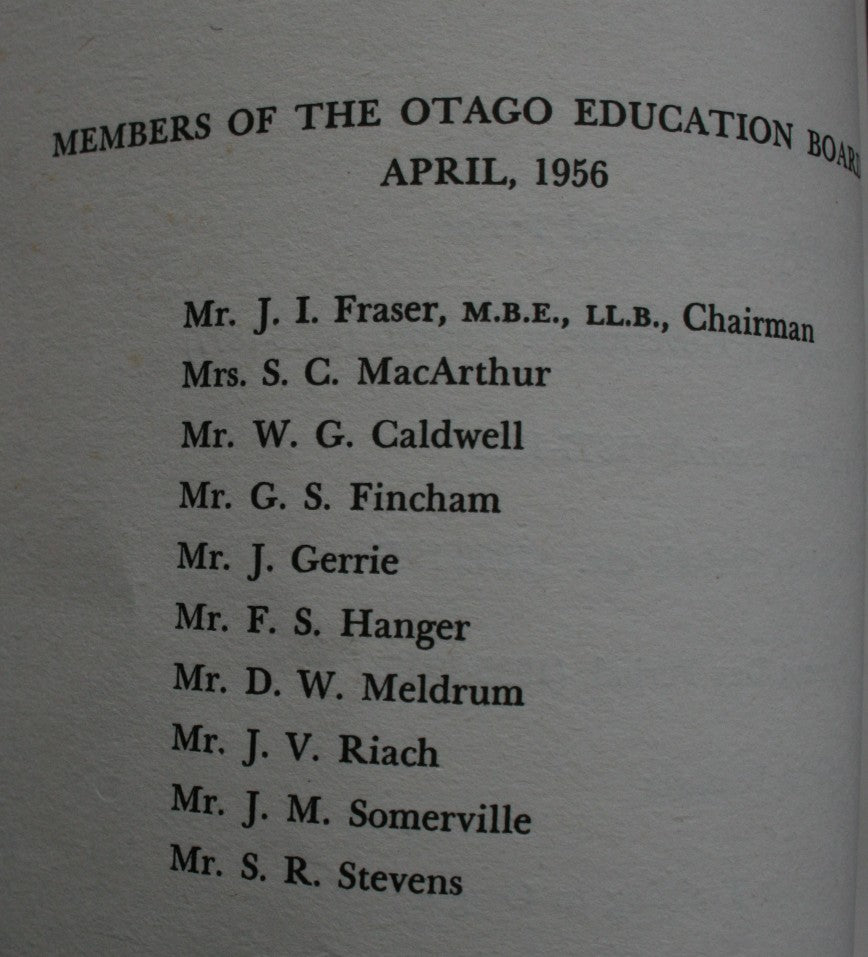 MEMBERS OF THE OTAGO EDUCATION BOARD
APRIL, 1956
Mr. J. I. Fraser, M.B.E., LL.B., Chairman
Mrs. S. C. MacArthur
Mr. W. G. Caldwell
Mr. G. S. Fincham
Mr. J. Gerrie
Mr. F. S. Hanger
Mr. D. W. Meldrum
Mr. J. V. Riach
Mr. J. M. Somerville
Mr. S. R. Stevens